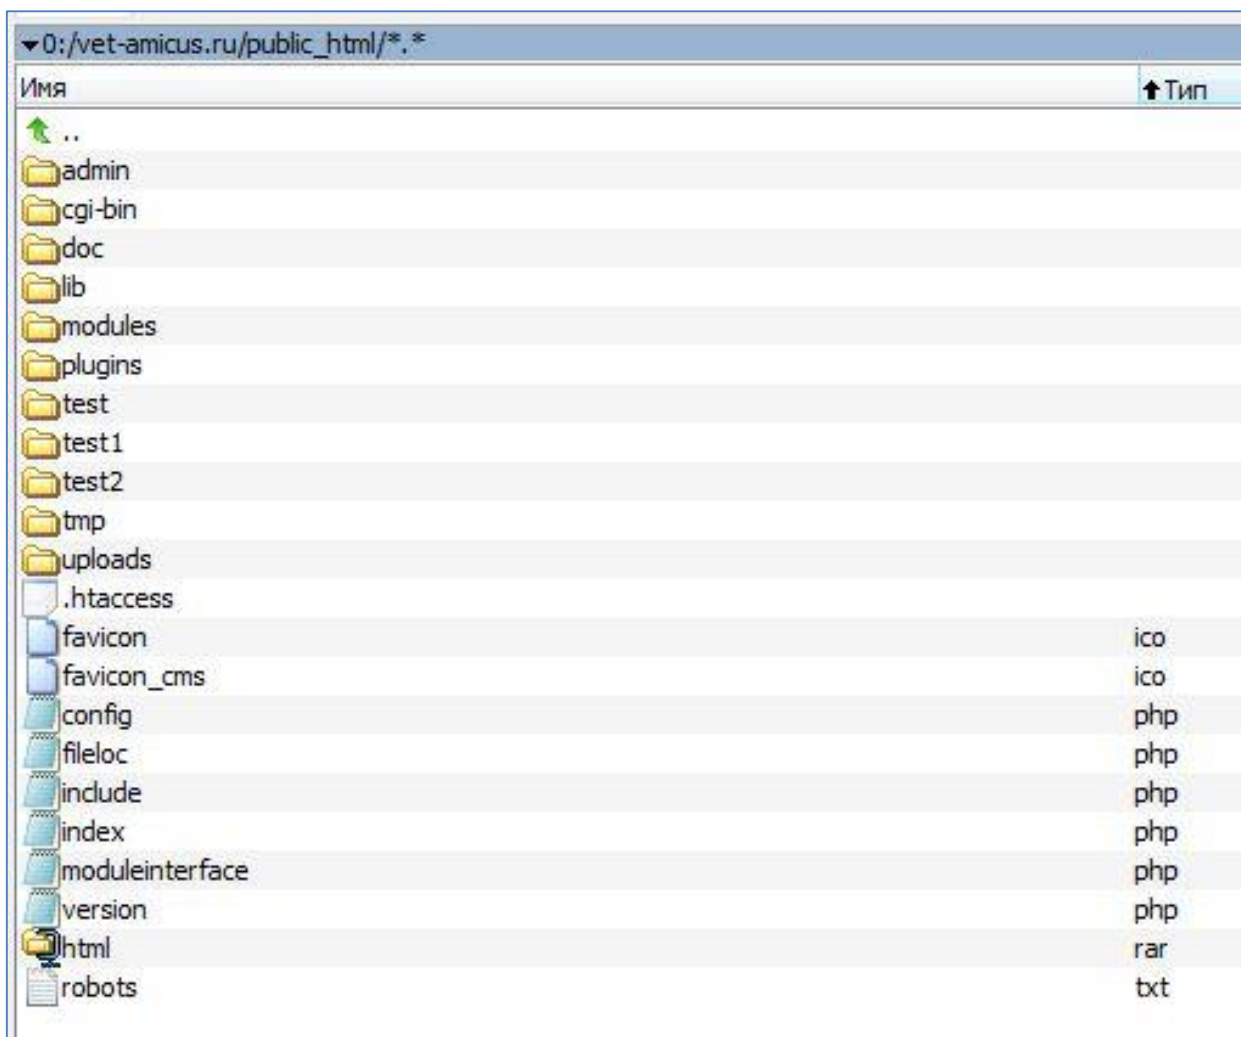 ▾0:/vet-amicus.ru/public_html/*.*
Имя ↑Тип
..
admin
cgi-bin
doc
lib
modules
plugins
test
test1
test2
tmp
uploads
.htaccess
favicon ico
favicon_cms ico
config php
fileloc php
include php
index php
moduleinterface php
version php
html rar
robots txt